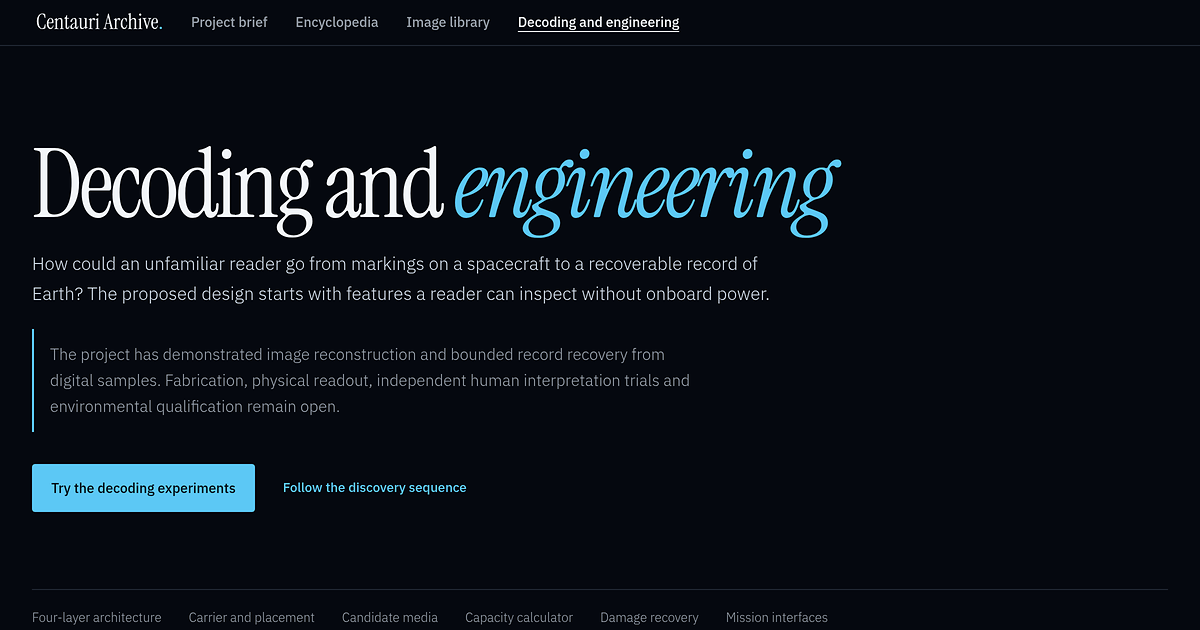 Centauri Archive. Project brief Encyclopedia Image library Decoding and engineering
Decoding and engineering
How could an unfamiliar reader go from markings on a spacecraft to a recoverable record of
Earth? The proposed design starts with features a reader can inspect without onboard power.
The project has demonstrated image reconstruction and bounded record recovery from
digital samples. Fabrication, physical readout, independent human interpretation trials and
environmental qualification remain open.
Try the decoding experiments Follow the discovery sequence
Four-layer architecture Carrier and placement Candidate media Capacity calculator Damage recovery Mission interfaces